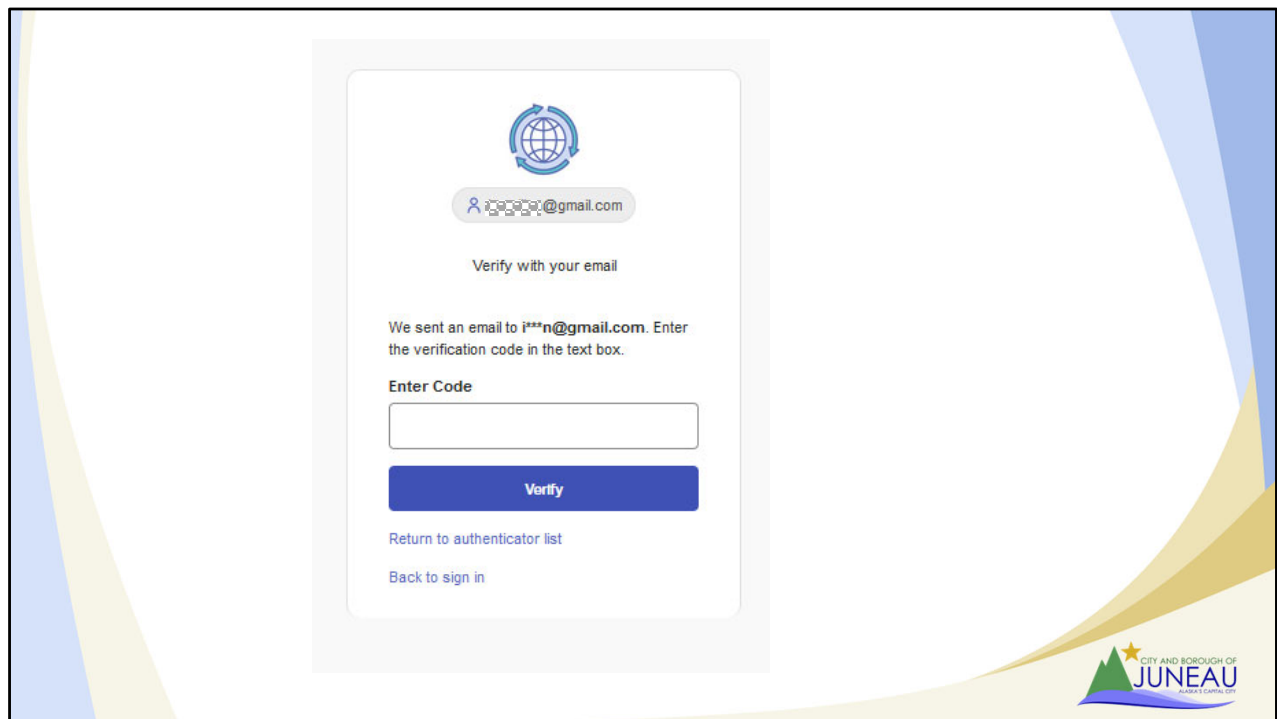 @gmail.com
Verify with your email
We sent an email to i***n@gmail.com. Enter
the verification code in the text box.
Enter Code
Verify
Return to authenticator list
Back to sign in
CITY AND BOROUGH OF
JUNEAU
ALASKA'S CAPITAL CITY